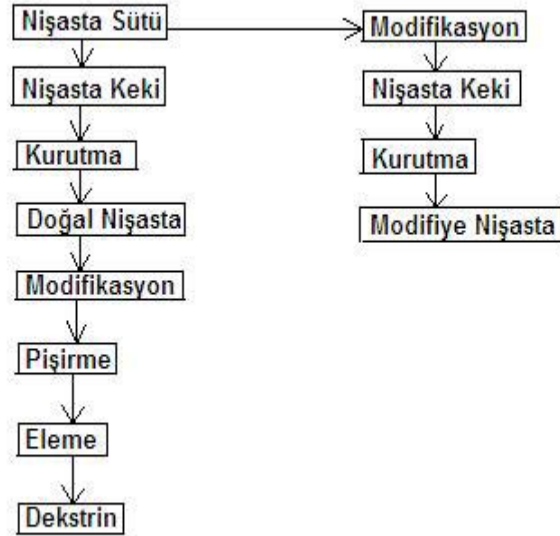 Nişasta Sütü
Nişasta Keki
Kurutma
Doğal Nişasta
Modifikasyon
Pişirme
Eleme
Dekstrin
Modifikasyon
Nişasta Keki
Kurutma
Modifiye Nişasta